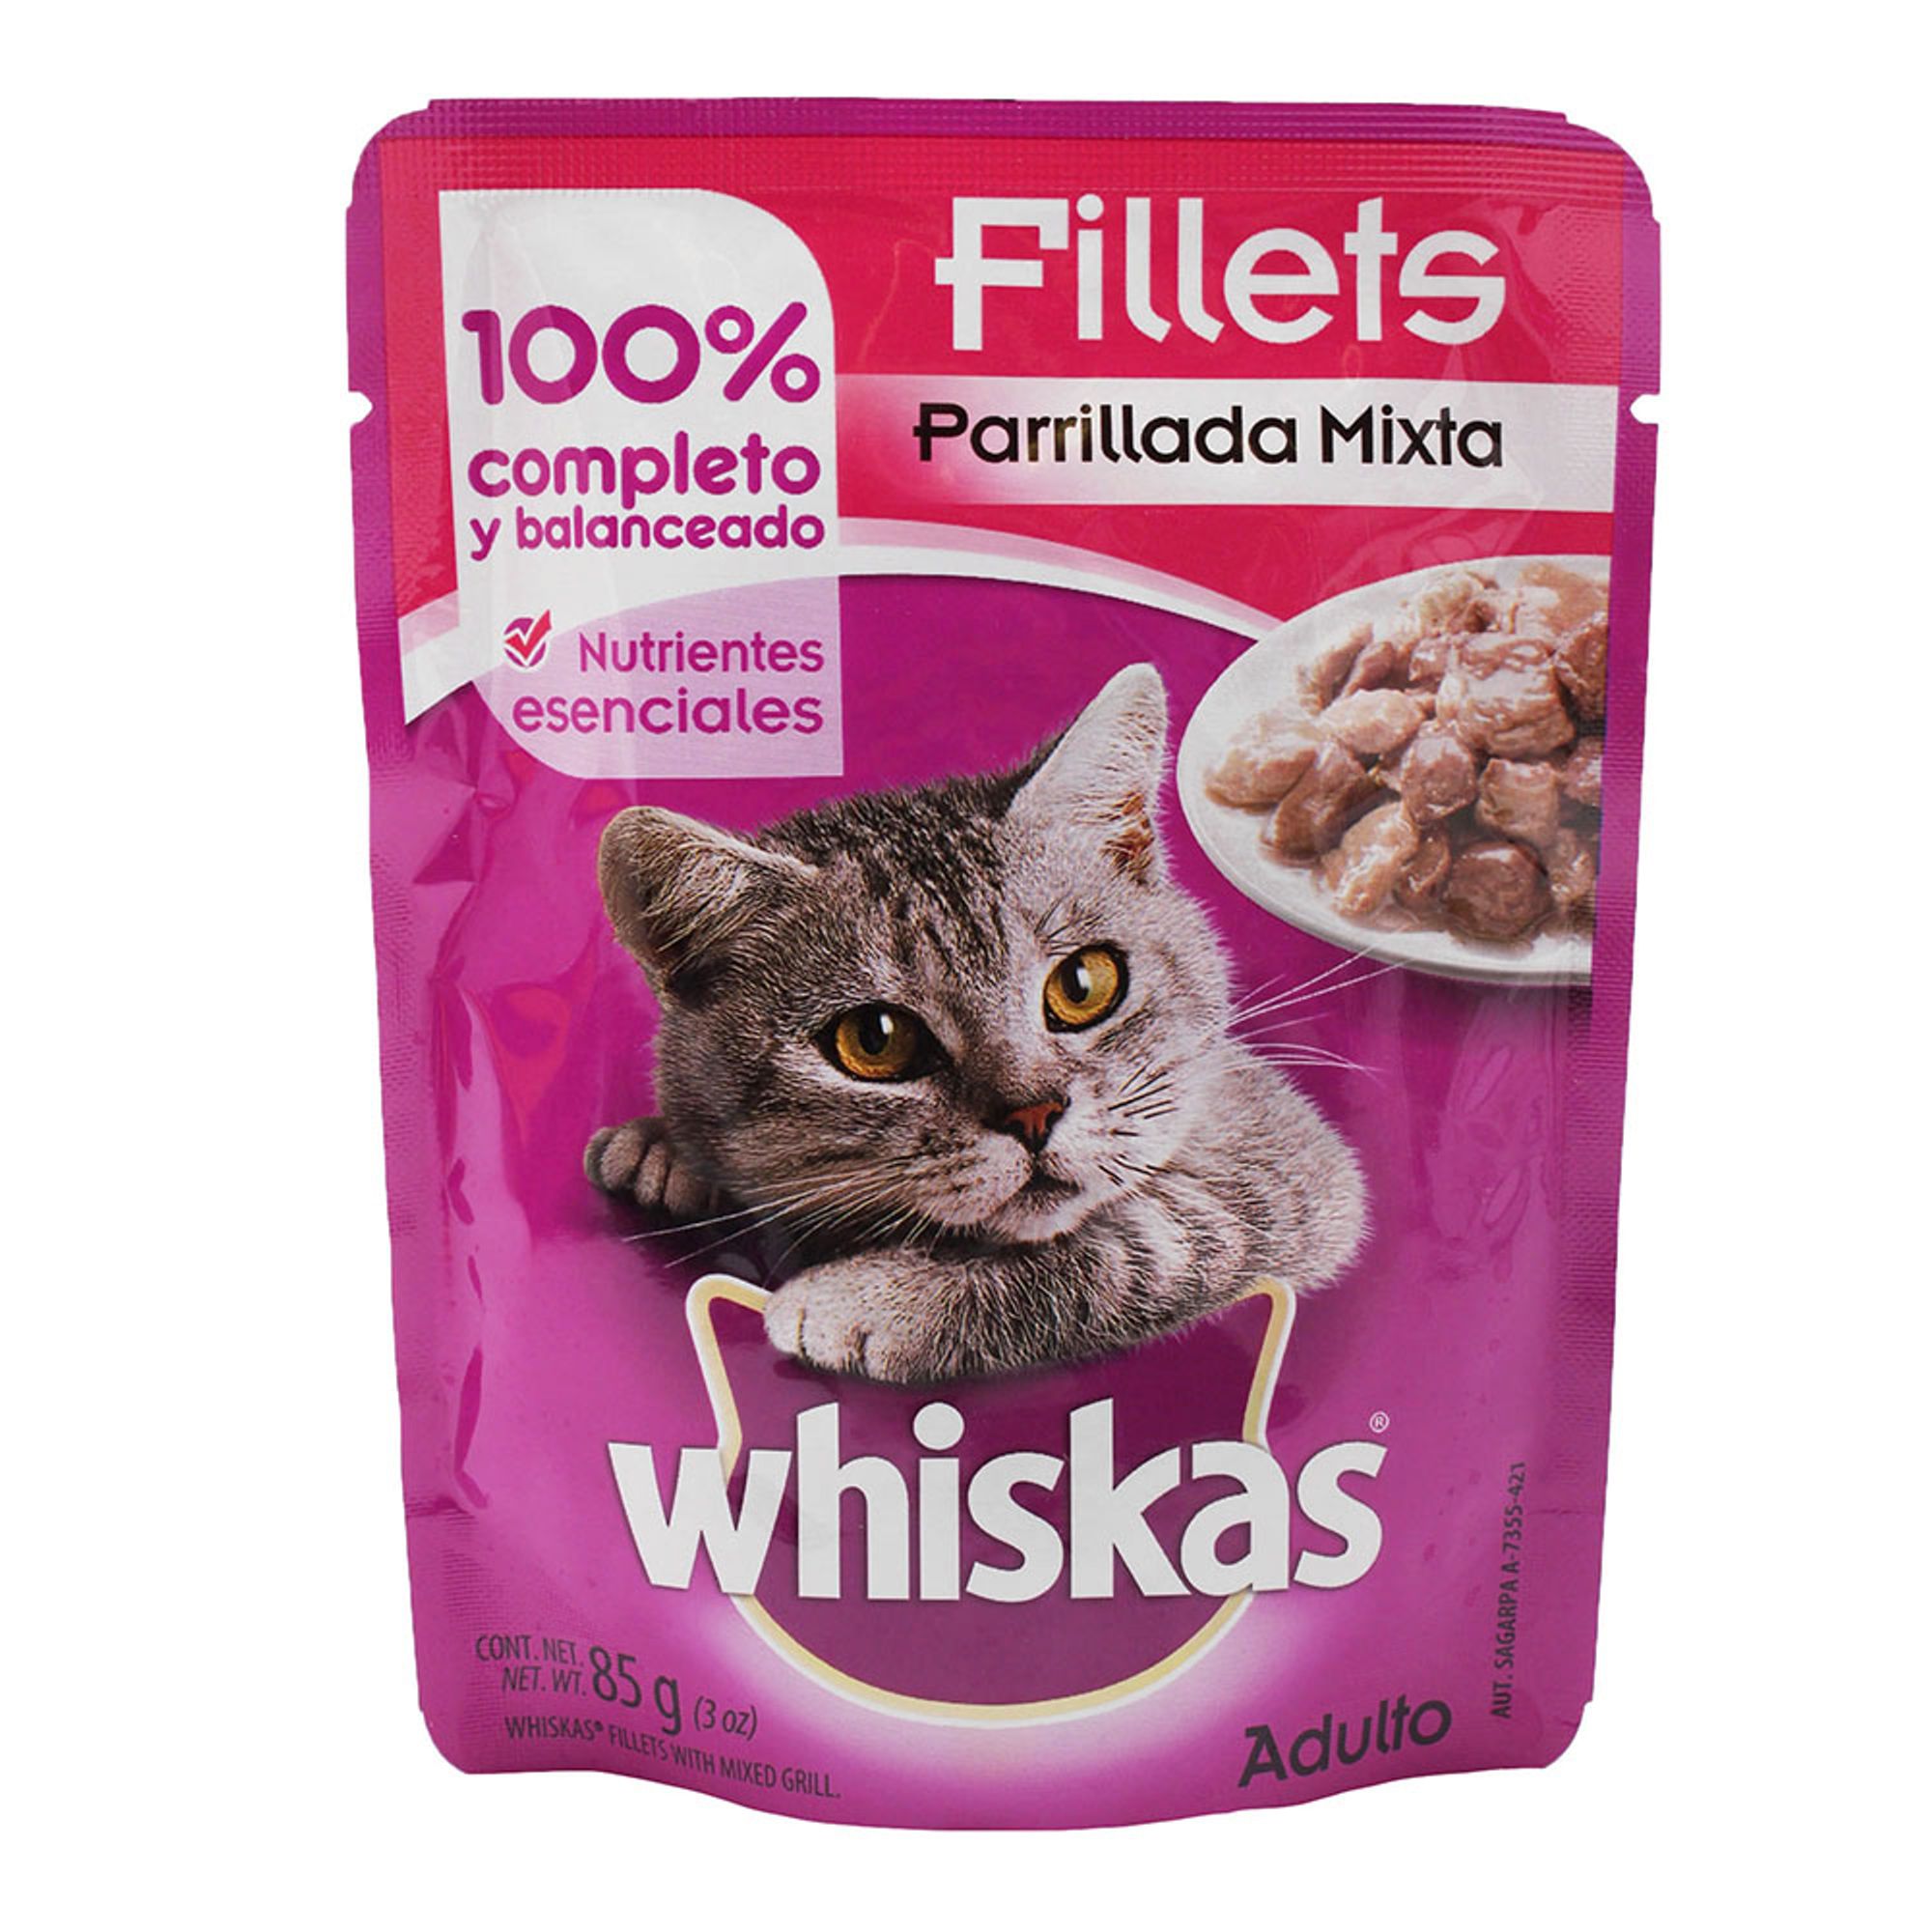 Fillets
Parrillada Mixta
100%
completo
y balanceado
Nutrientes
esenciales
whiskas®
CONT. NET.
NET. WT. 85 g (3 oz)
WHISKAS® FILLETS WITH MIXED GRILL.
Adulto
AUT. SAGARPA A-7355-421